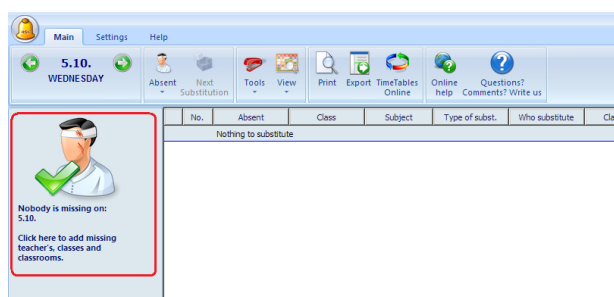 Main Settings Help
5.10.
WEDNESDAY
Absent Next Substitution Tools View Print Export TimeTables Online Online help Questions? Comments? Write us
No. Absent Class Subject Type of subst. Who substitute Cla
Nothing to substitute
Nobody is missing on:
5.10.
Click here to add missing
teacher's, classes and
classrooms.